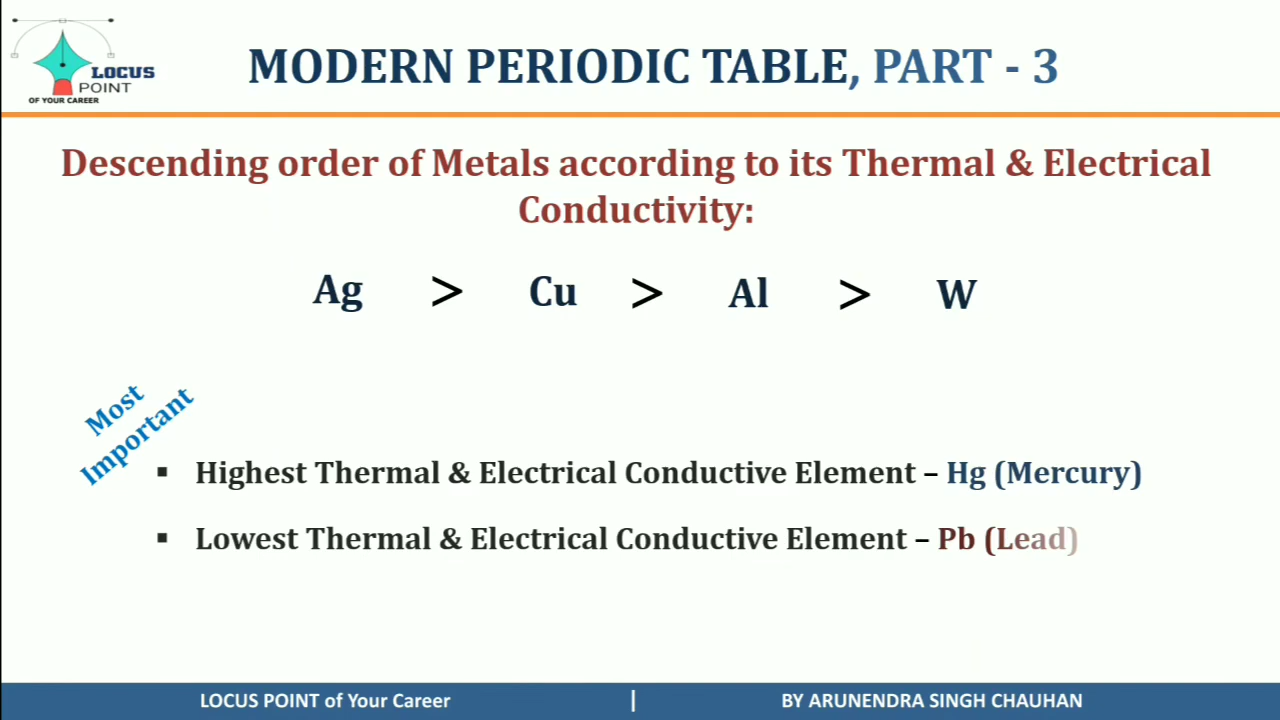 LOCUS
POINT
OF YOUR CAREER
MODERN PERIODIC TABLE, PART - 3
Descending order of Metals according to its Thermal & Electrical
Conductivity:
Ag > Cu > Al > W
Most
Important
▪ Highest Thermal & Electrical Conductive Element – Hg (Mercury)
▪ Lowest Thermal & Electrical Conductive Element – Pb (Lead)
LOCUS POINT of Your Career | BY ARUNENDRA SINGH CHAUHAN